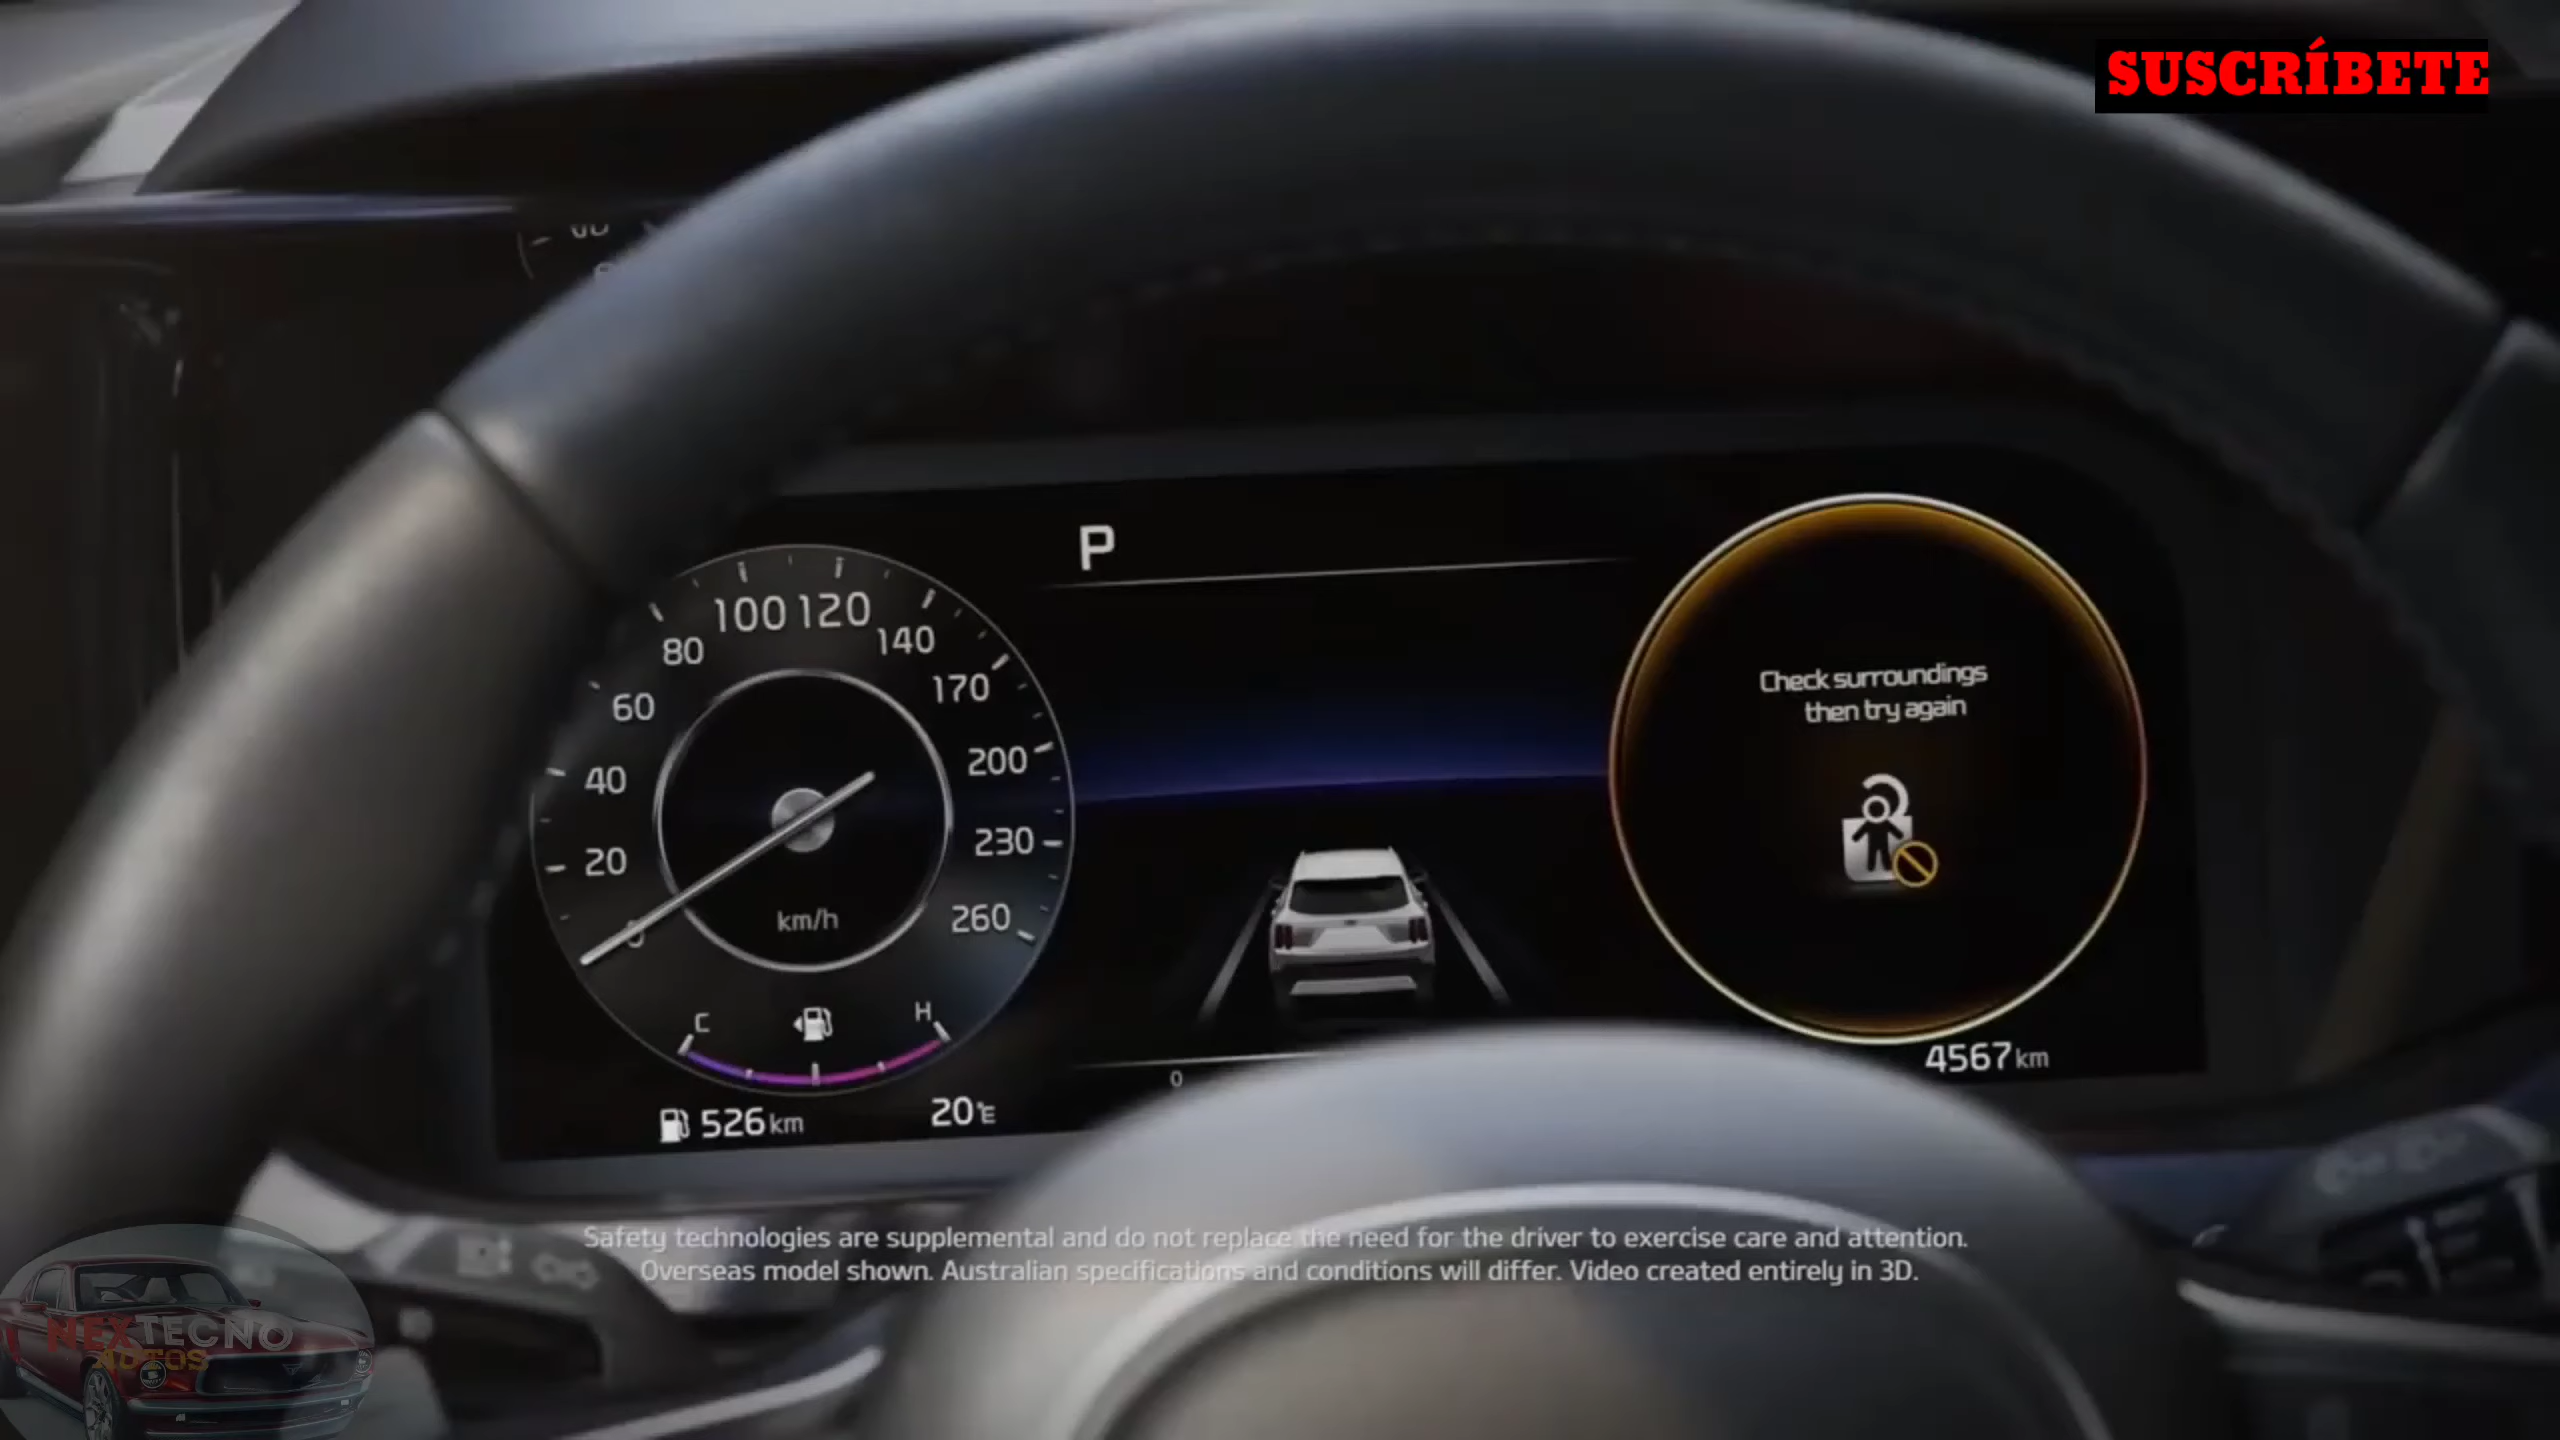 SUSCRÍBETE
P
100 120
80 140
60 170
40 200
20 230
0 260
km/h
C H
526 km
20°E
0
Check surroundings
then try again
4567 km
Safety technologies are supplemental and do not replace the need for the driver to exercise care and attention.
Overseas model shown. Australian specifications and conditions will differ. Video created entirely in 3D.
NEXTECNO
AUTOS